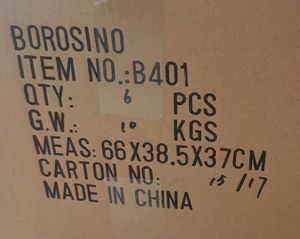 BOROSINO
ITEM NO.:B401
QTY: 6 PCS
G.W.: 10 KGS
MEAS: 66X38.5X37CM
CARTON NO: 15/17
MADE IN CHINA